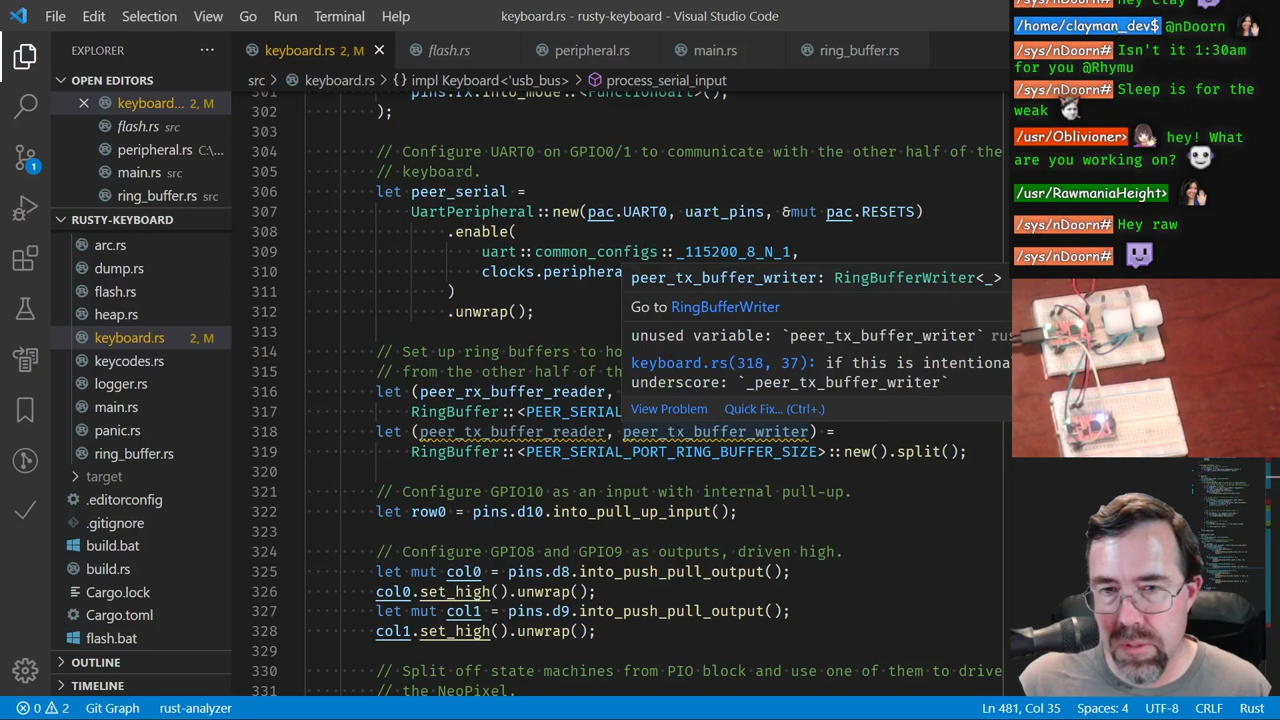 File Edit Selection View Go Run Terminal Help
keyboard.rs - rusty-keyboard - Visual Studio Code
EXPLORER
OPEN EDITORS
keyboard... 2, M
flash.rs src
peripheral.rs C:\...
main.rs src
ring_buffer.rs
RUSTY-KEYBOARD
arc.rs
dump.rs
flash.rs
heap.rs
keyboard.rs 2, M
keycodes.rs
logger.rs
main.rs
panic.rs
ring_buffer.rs
target
.editorconfig
.gitignore
build.bat
build.rs
Cargo.lock
Cargo.toml
flash.bat
OUTLINE
TIMELINE
keyboard.rs 2, M
flash.rs
peripheral.rs
main.rs
ring_buffer.rs
src > keyboard.rs > {} impl Keyboard<'usb_bus> > process_serial_input
301 pins.rx.into_mode::<FunctionUart>(),
302 );
303
304 // Configure UART0 on GPIO0/1 to communicate with the other half of the
305 // keyboard.
306 let peer_serial =
307 UartPeripheral::new(pac.UART0, uart_pins, &mut pac.RESETS)
308 .enable(
309 uart::common_configs::_115200_8_N_1,
310 clocks.periphera
311 )
312 .unwrap();
313
314 // Set up ring buffers to ho
315 // from the other half of th
316 let (peer_rx_buffer_reader,
317 RingBuffer::<PEER_SERIAL
318 let (peer_tx_buffer_reader, peer_tx_buffer_writer) =
319 RingBuffer::<PEER_SERIAL_PORT_RING_BUFFER_SIZE>::new().split();
320
321 // Configure GPIO10 as an input with internal pull-up.
322 let row0 = pins.d10.into_pull_up_input();
323
324 // Configure GPIO8 and GPIO9 as outputs, driven high.
325 let mut col0 = pins.d8.into_push_pull_output();
326 col0.set_high().unwrap();
327 let mut col1 = pins.d9.into_push_pull_output();
328 col1.set_high().unwrap();
329
330 // Split off state machines from PIO block and use one of them to drive
331 // the NeoPixel.
peer_tx_buffer_writer: RingBufferWriter<_>
Go to RingBufferWriter
unused variable: `peer_tx_buffer_writer` ru
keyboard.rs(318, 37): if this is intentiona
underscore: `_peer_tx_buffer_writer`
View Problem Quick Fix... (Ctrl+.)
/home/clayman_dev$ @nDoorn
/sys/nDoorn# Isn't it 1:30am
for you @Rhymu
/sys/nDoorn# Sleep is for the
weak
/usr/Oblivioner> hey! What
are you working on?
/usr/RawmaniaHeight>
/sys/nDoorn# Hey raw
/sys/nDoorn#
1
0 2 Git Graph rust-analyzer
Ln 481, Col 35 Spaces: 4 UTF-8 CRLF Rust